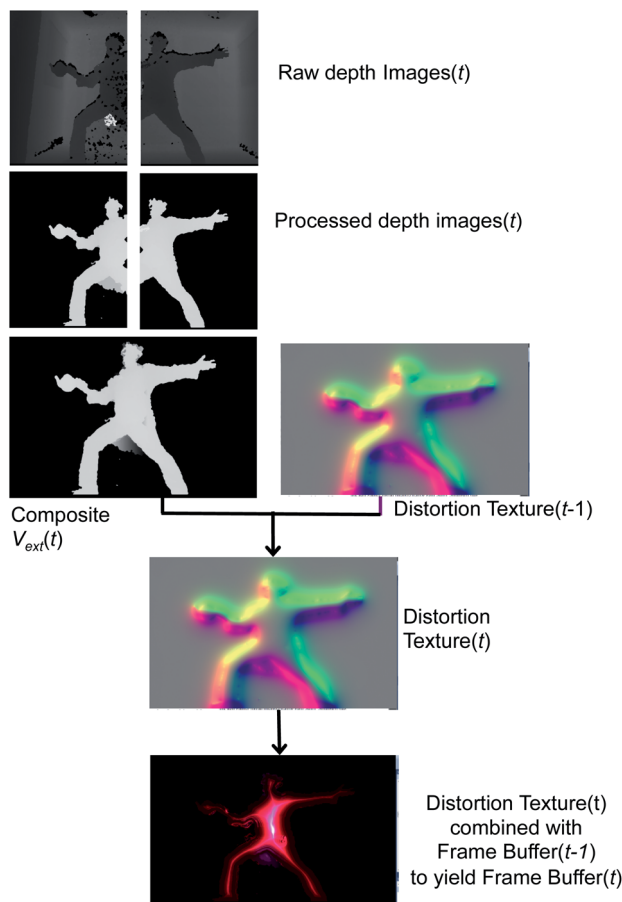 Raw depth Images(t)
Processed depth images(t)
Composite
V_ext(t)
Distortion Texture(t-1)
Distortion
Texture(t)
Distortion Texture(t)
combined with
Frame Buffer(t-1)
to yield Frame Buffer(t)